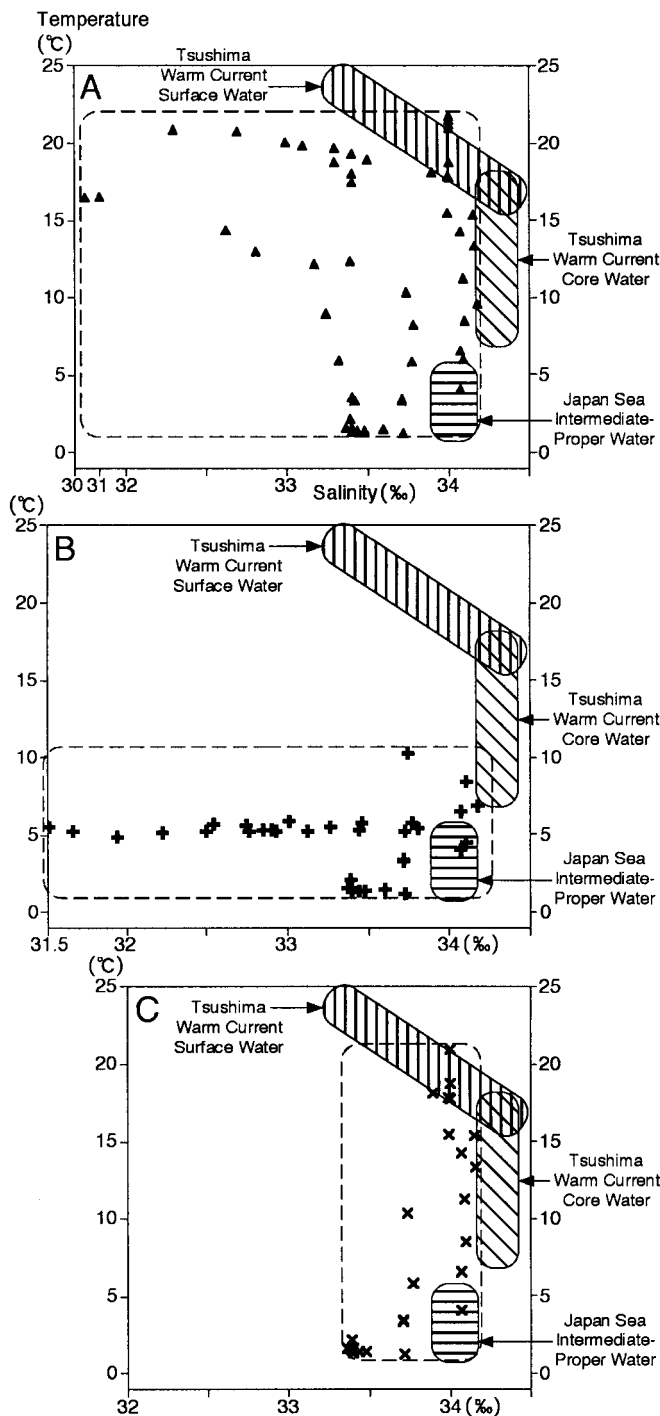 Temperature
(℃)
A
25
20
15
10
5
0
Tsushima
Warm Current
Surface Water
25
20
15
10
5
0
Tsushima
Warm Current
Core Water
Japan Sea
Intermediate-
Proper Water
30 31 32 33 Salinity(‰) 34
(℃)
B
25
20
15
10
5
0
Tsushima
Warm Current
Surface Water
25
20
15
10
5
0
Tsushima
Warm Current
Core Water
Japan Sea
Intermediate-
Proper Water
31.5 32 33 34 (‰)
(℃)
C
25
20
15
10
5
0
Tsushima
Warm Current
Surface Water
25
20
15
10
5
0
Tsushima
Warm Current
Core Water
Japan Sea
Intermediate-
Proper Water
32 33 34 (‰)